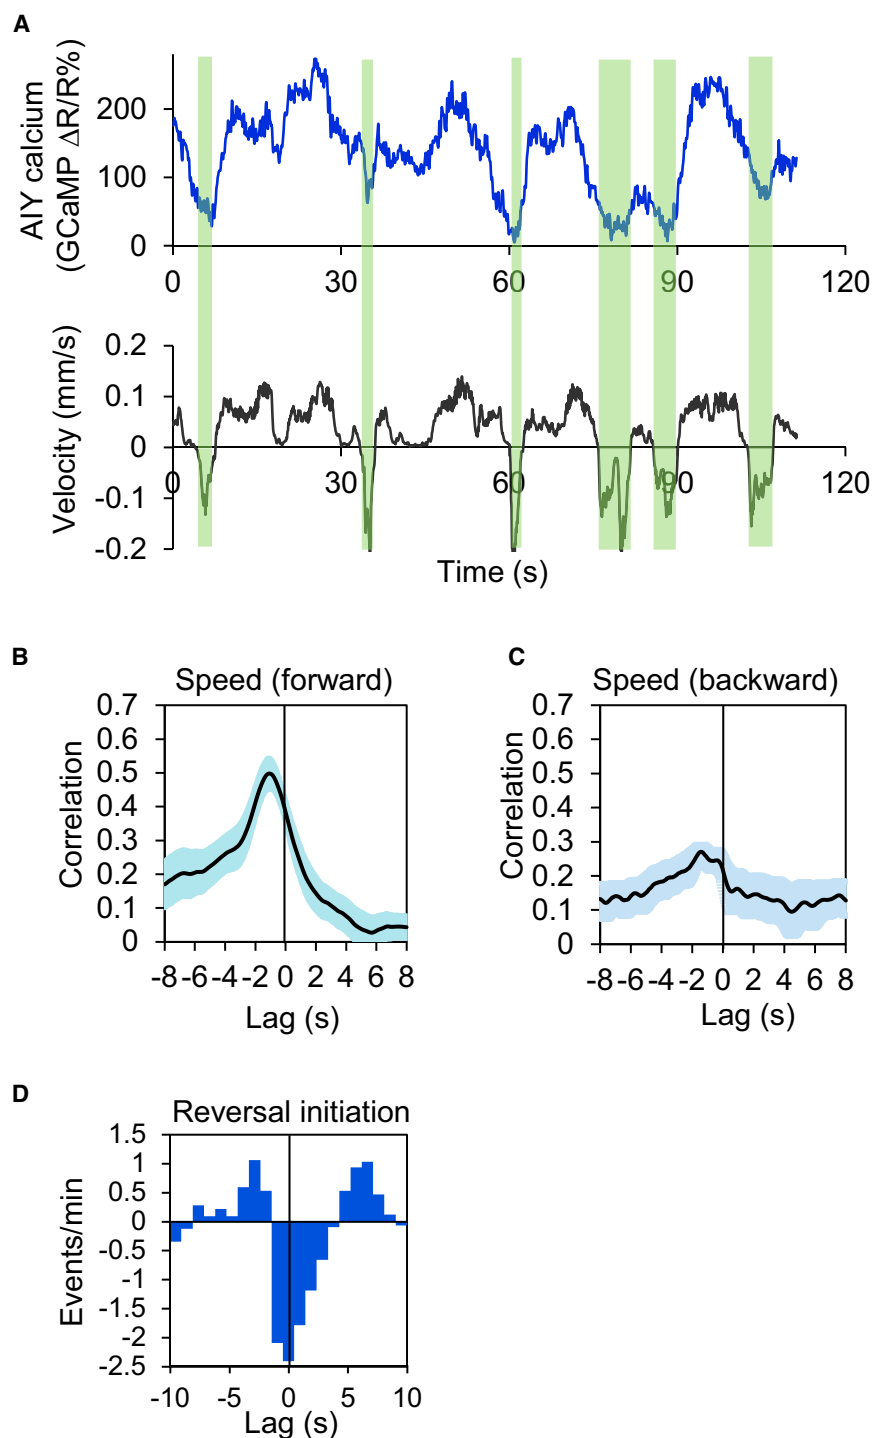 A
AIY calcium
(GCaMP ΔR/R%)
200
100
0
0 30 60 90 120
Velocity (mm/s)
0.2
0.1
0
-0.1
-0.2
0 30 60 90 120
Time (s)
B
Speed (forward)
Correlation
0.7
0.6
0.5
0.4
0.3
0.2
0.1
0
-8 -6 -4 -2 0 2 4 6 8
Lag (s)
C
Speed (backward)
Correlation
0.7
0.6
0.5
0.4
0.3
0.2
0.1
0
-8 -6 -4 -2 0 2 4 6 8
Lag (s)
D
Reversal initiation
Events/min
1.5
1
0.5
0
-0.5
-1
-1.5
-2
-2.5
-10 -5 0 5 10
Lag (s)